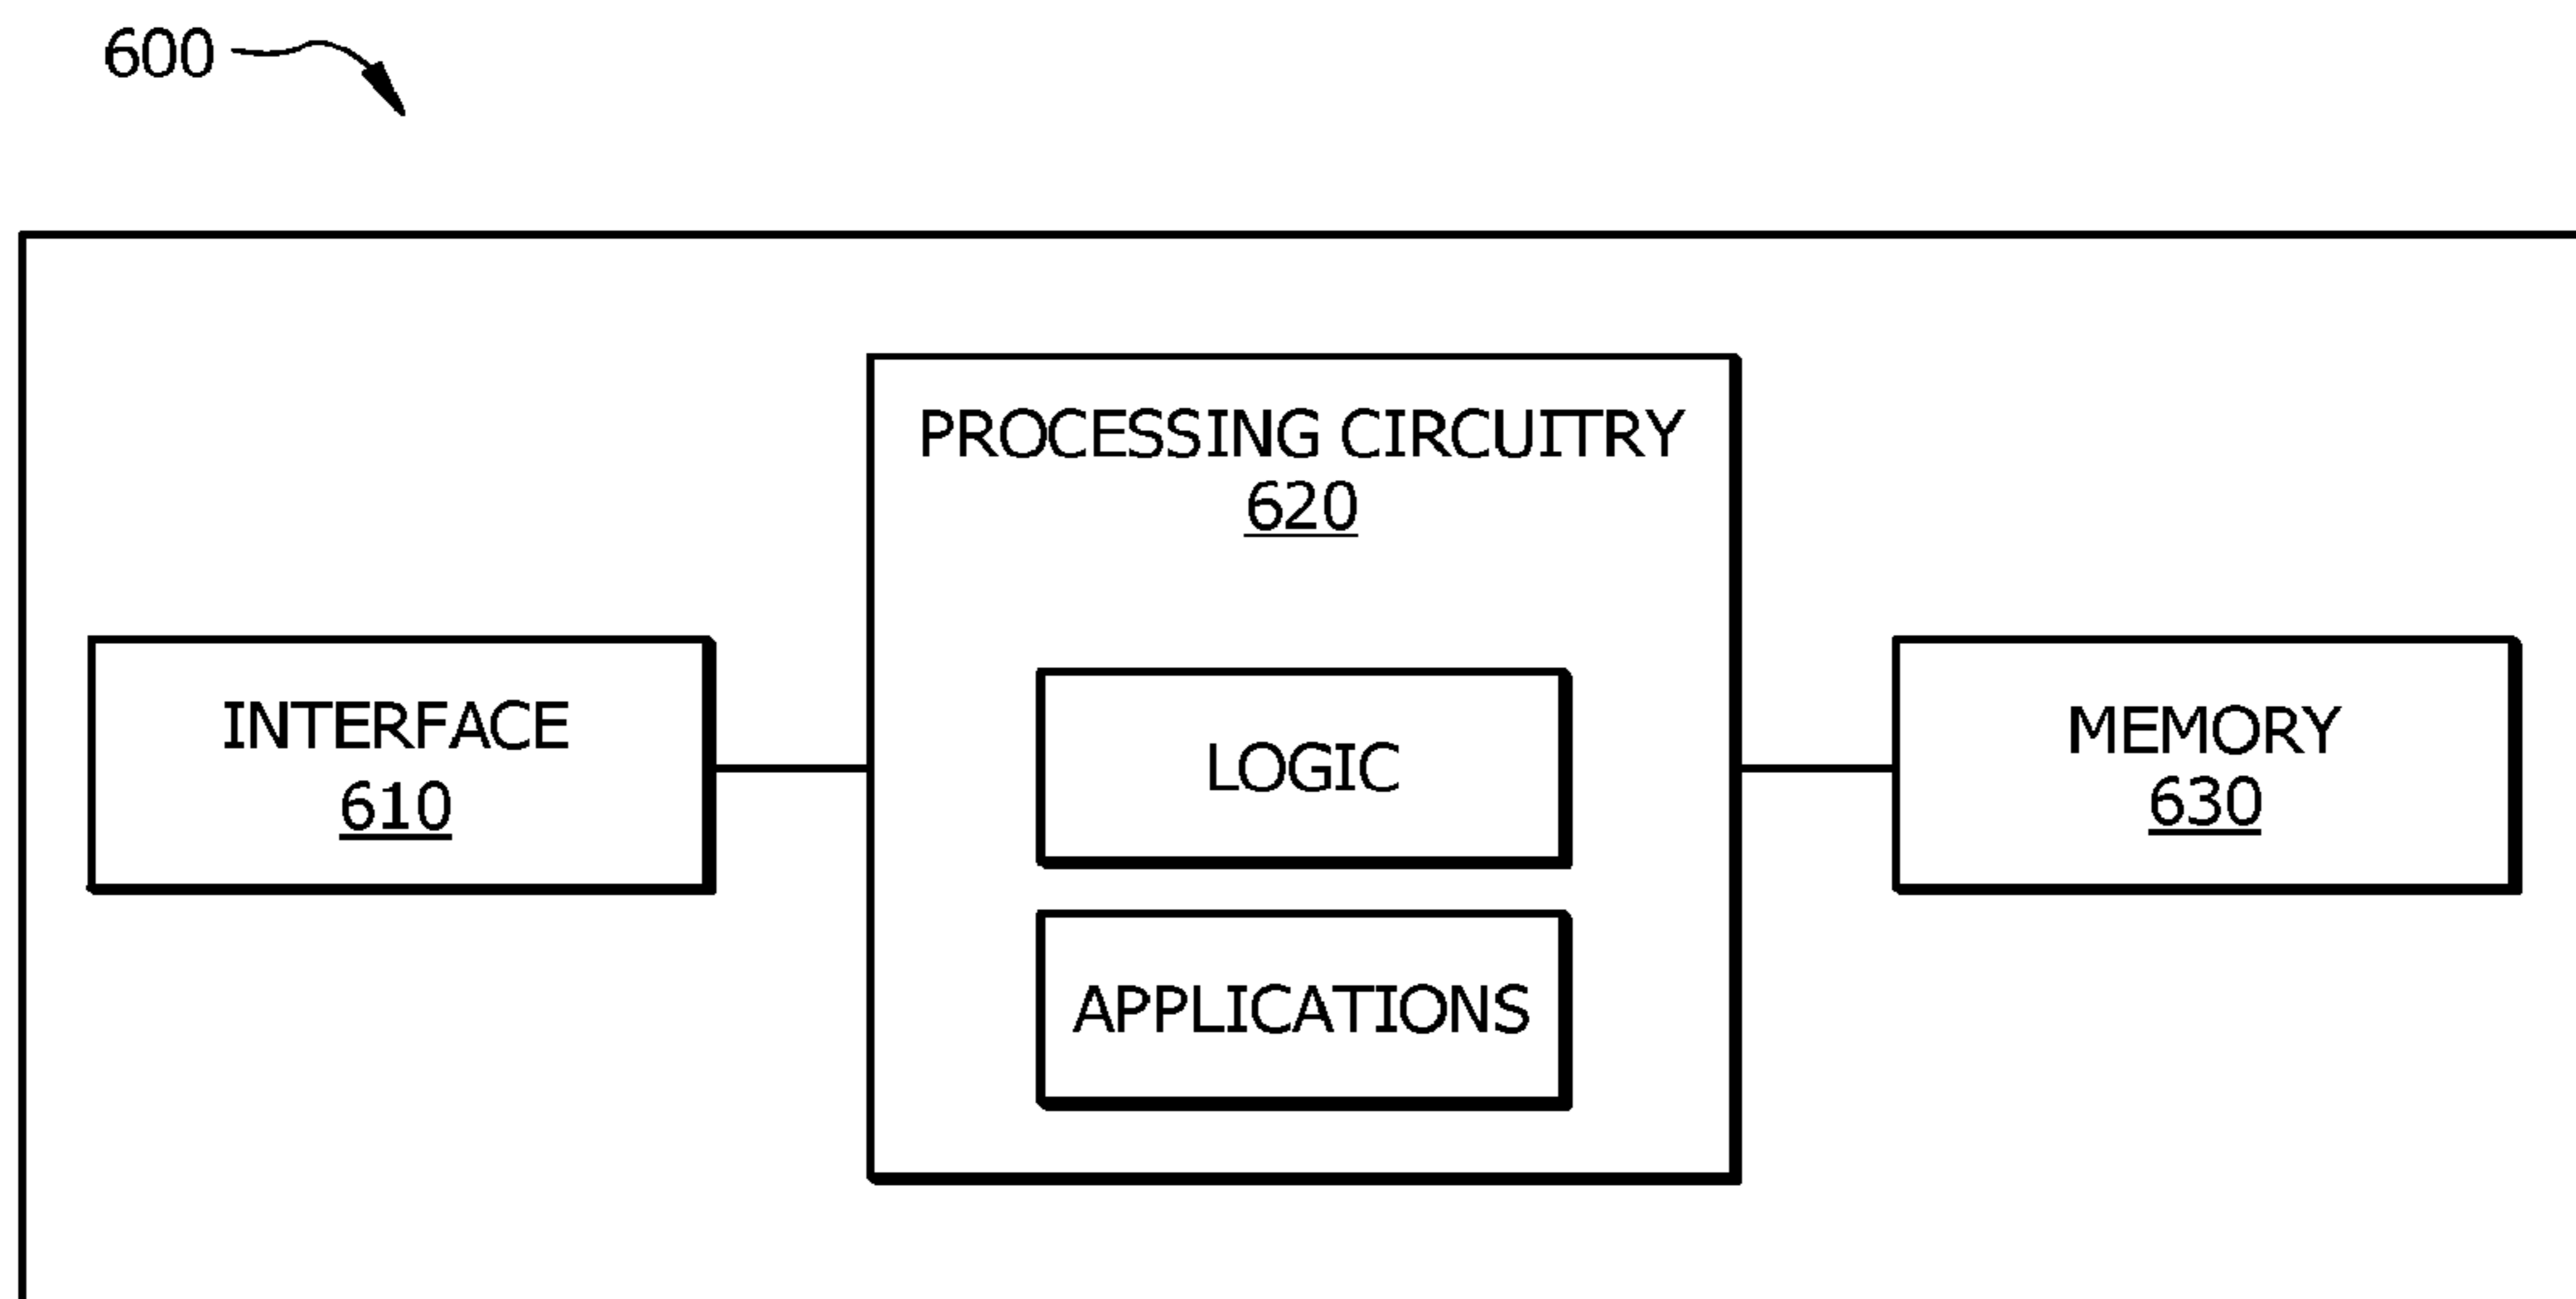 600
PROCESSING CIRCUITRY
620
INTERFACE
610
LOGIC
APPLICATIONS
MEMORY
630